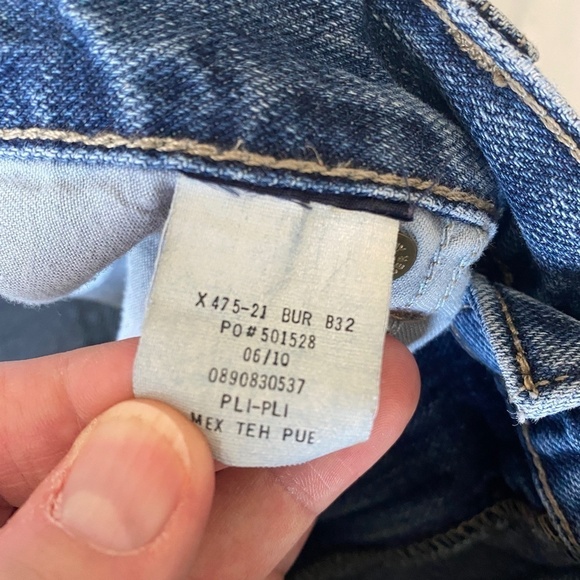 X475-21 BUR B32
PO#501528
06/10
0890830537
PLI-PLI
MEX TEH PUE